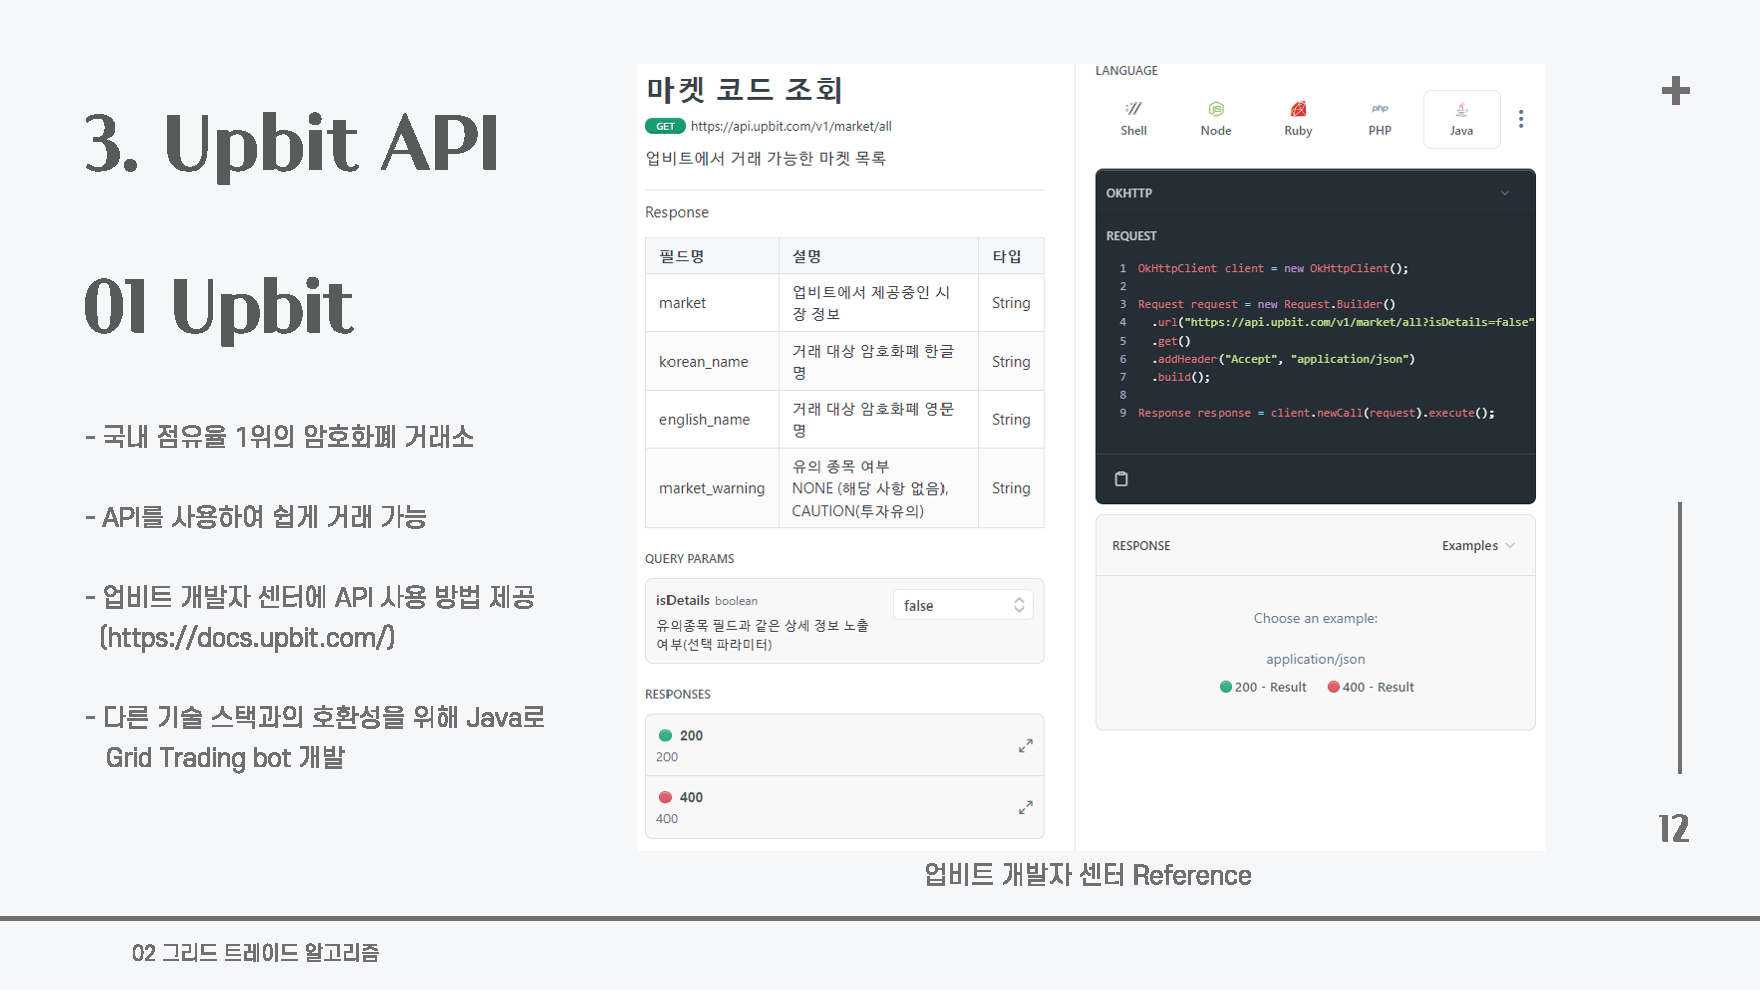 3. Upbit API
01 Upbit
- 국내 점유율 1위의 암호화폐 거래소
- API를 사용하여 쉽게 거래 가능
- 업비트 개발자 센터에 API 사용 방법 제공
(https://docs.upbit.com/)
- 다른 기술 스택과의 호환성을 위해 Java로
Grid Trading bot 개발
마켓 코드 조회
GET https://api.upbit.com/v1/market/all
업비트에서 거래 가능한 마켓 목록
Response
필드명 설명 타입
market 업비트에서 제공중인 시
장 정보 String
korean_name 거래 대상 암호화폐 한글
명 String
english_name 거래 대상 암호화폐 영문
명 String
market_warning 유의 종목 여부
NONE (해당 사항 없음),
CAUTION(투자유의) String
QUERY PARAMS
isDetails boolean false
유의종목 필드과 같은 상세 정보 노출
여부(선택 파라미터)
RESPONSES
200
200
400
400
LANGUAGE
Shell Node Ruby PHP Java
OKHTTP
REQUEST
1 OkHttpClient client = new OkHttpClient();
2
3 Request request = new Request.Builder()
4 .url("https://api.upbit.com/v1/market/all?isDetails=false"
5 .get()
6 .addHeader("Accept", "application/json")
7 .build();
8
9 Response response = client.newCall(request).execute();
RESPONSE Examples
Choose an example:
application/json
200 - Result 400 - Result
업비트 개발자 센터 Reference
12
02 그리드 트레이드 알고리즘